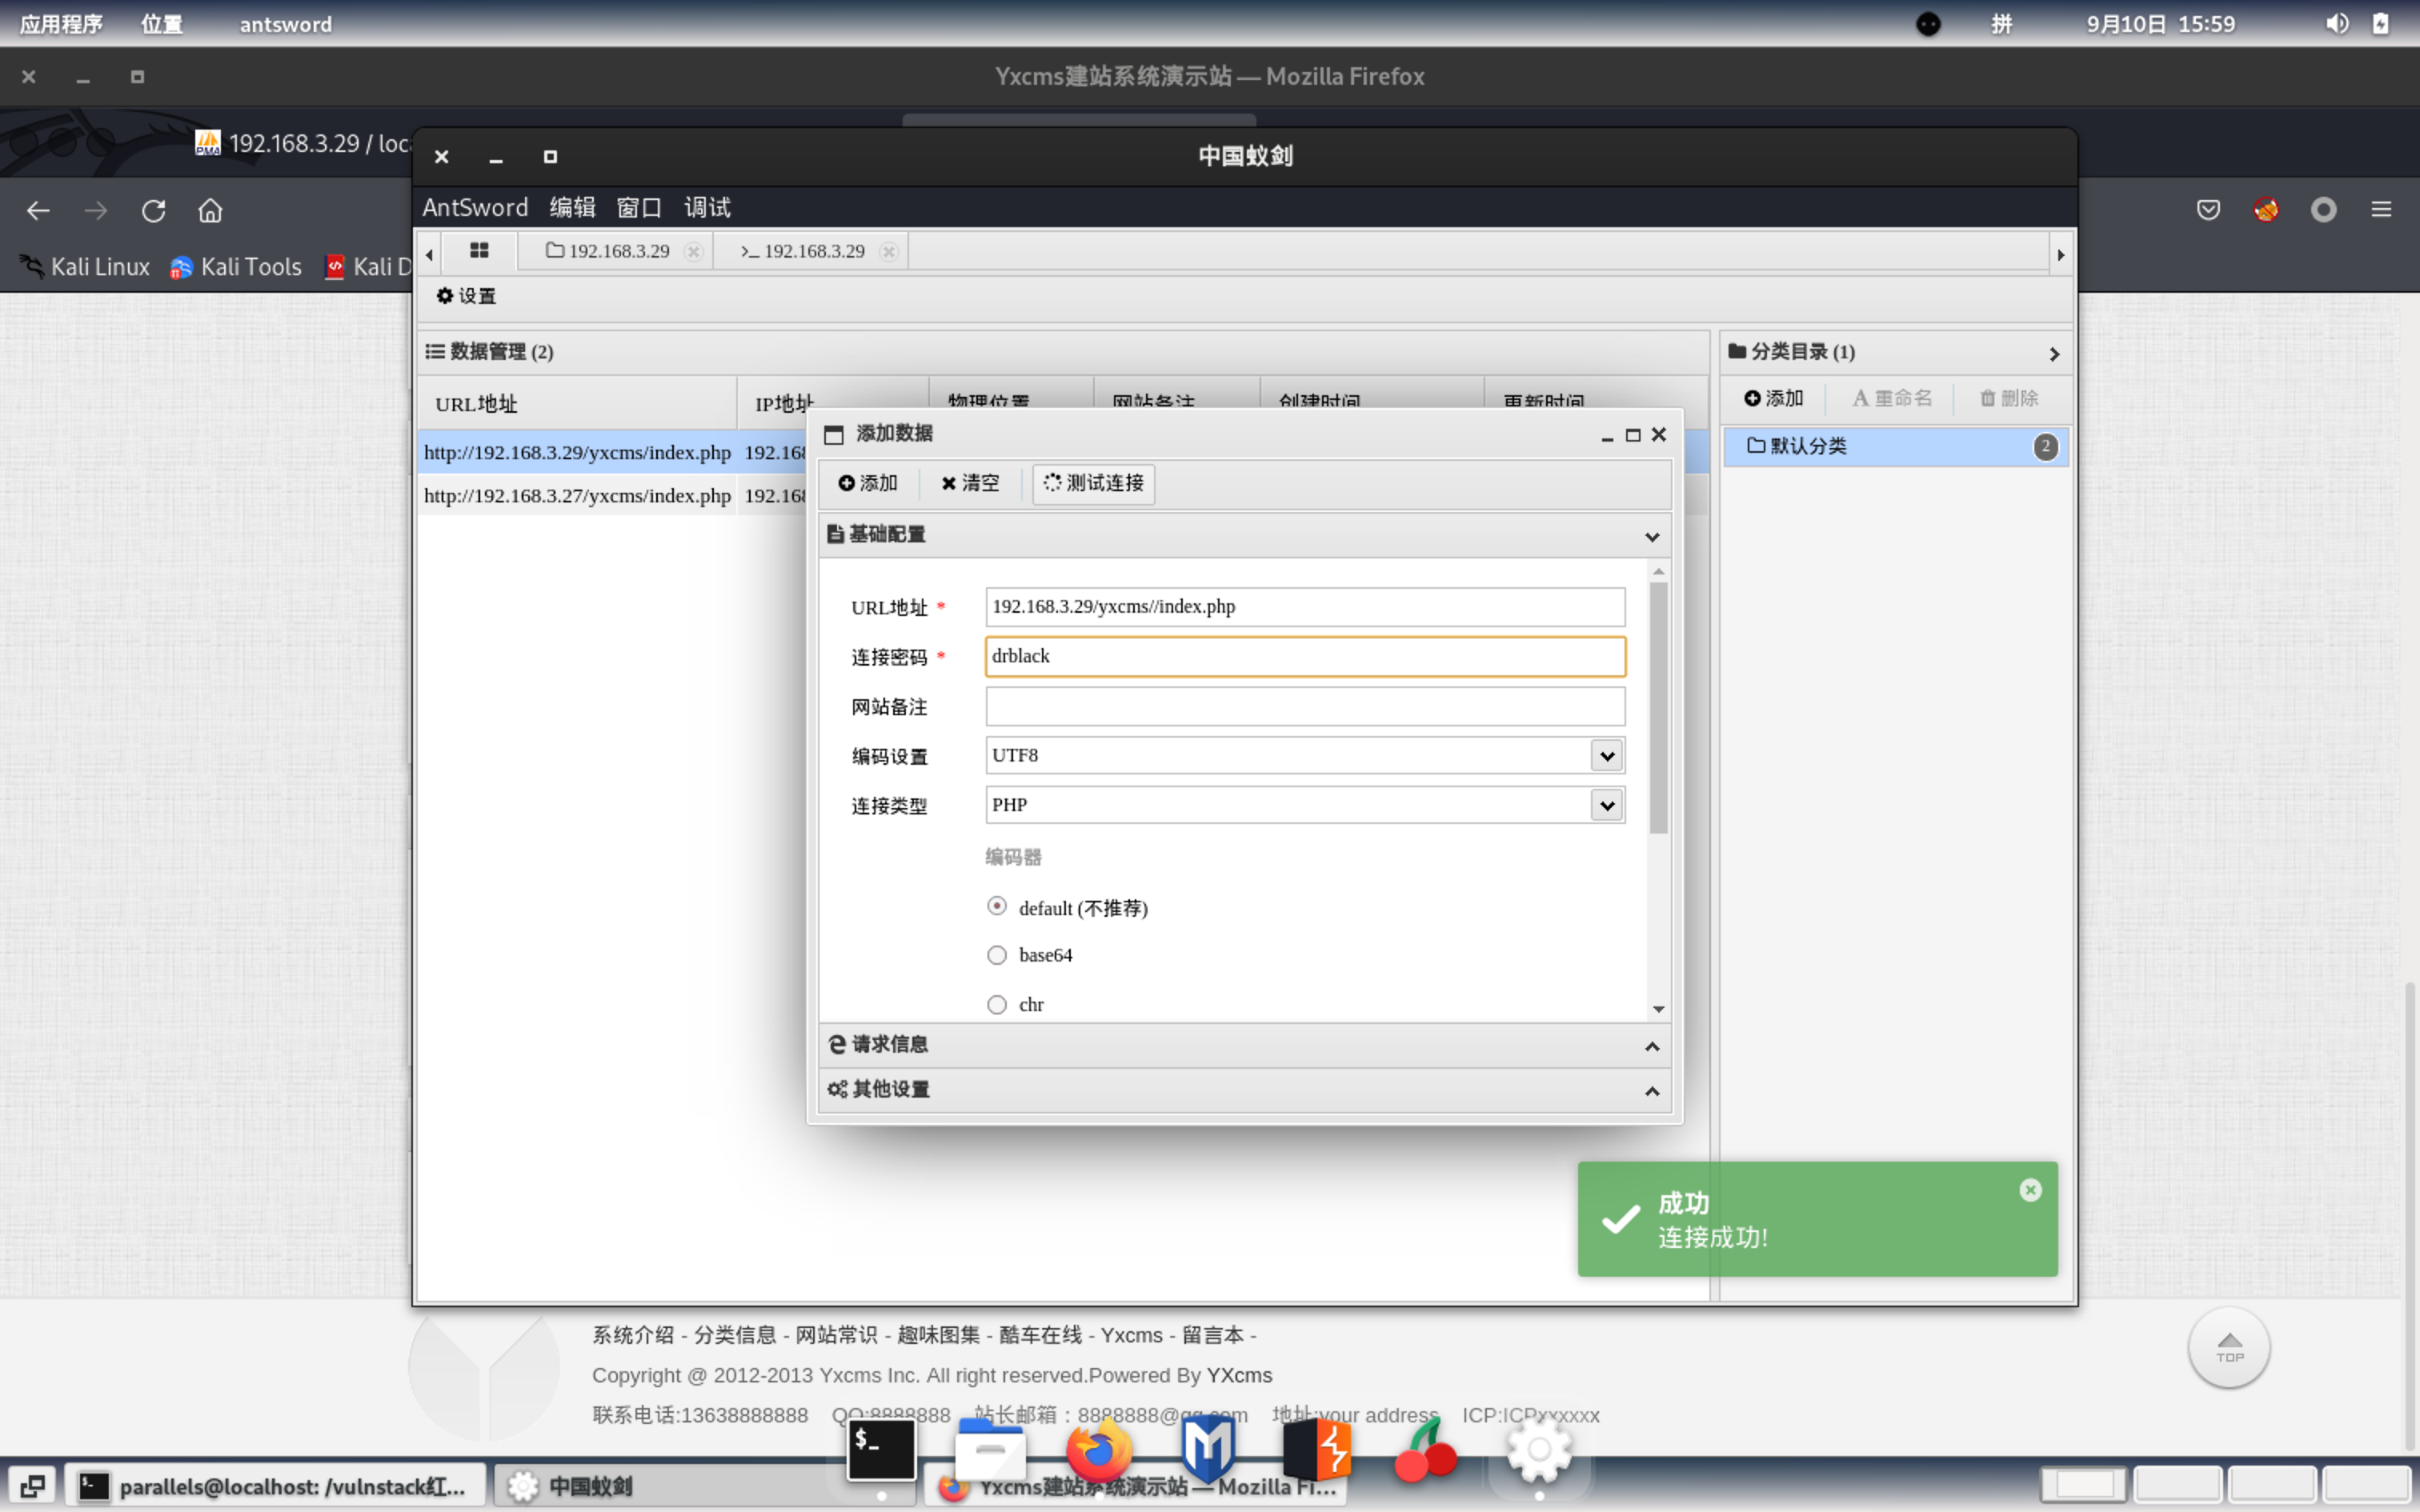 应用程序 位置 antsword 拼 9月10日 15:59
Yxcms建站系统演示站 — Mozilla Firefox
192.168.3.29 / loc
中国蚁剑
AntSword 编辑 窗口 调试
192.168.3.29 >_ 192.168.3.29
Kali Linux Kali Tools Kali D
设置
数据管理 (2) 分类目录 (1)
URL地址 IP地址 物理位置 网站备注 创建时间 更新时间
添加 重命名 删除
默认分类 2
http://192.168.3.29/yxcms/index.php 192.168
http://192.168.3.27/yxcms/index.php 192.168
添加数据
添加 清空 测试连接
基础配置
URL地址 * 192.168.3.29/yxcms//index.php
连接密码 * drblack
网站备注
编码设置 UTF8
连接类型 PHP
编码器
default (不推荐)
base64
chr
请求信息
其他设置
成功
连接成功!
系统介绍 - 分类信息 - 网站常识 - 趣味图集 - 酷车在线 - Yxcms - 留言本 -
TOP
Copyright @ 2012-2013 Yxcms Inc. All right reserved.Powered By YXcms
联系电话:13638888888 QQ:8888888 站长邮箱：8888888@qq.com 地址:your address ICP:ICPxxxxxx
parallels@localhost: /vulnstack红... 中国蚁剑 Yxcms建站系统演示站 — Mozilla Fi...